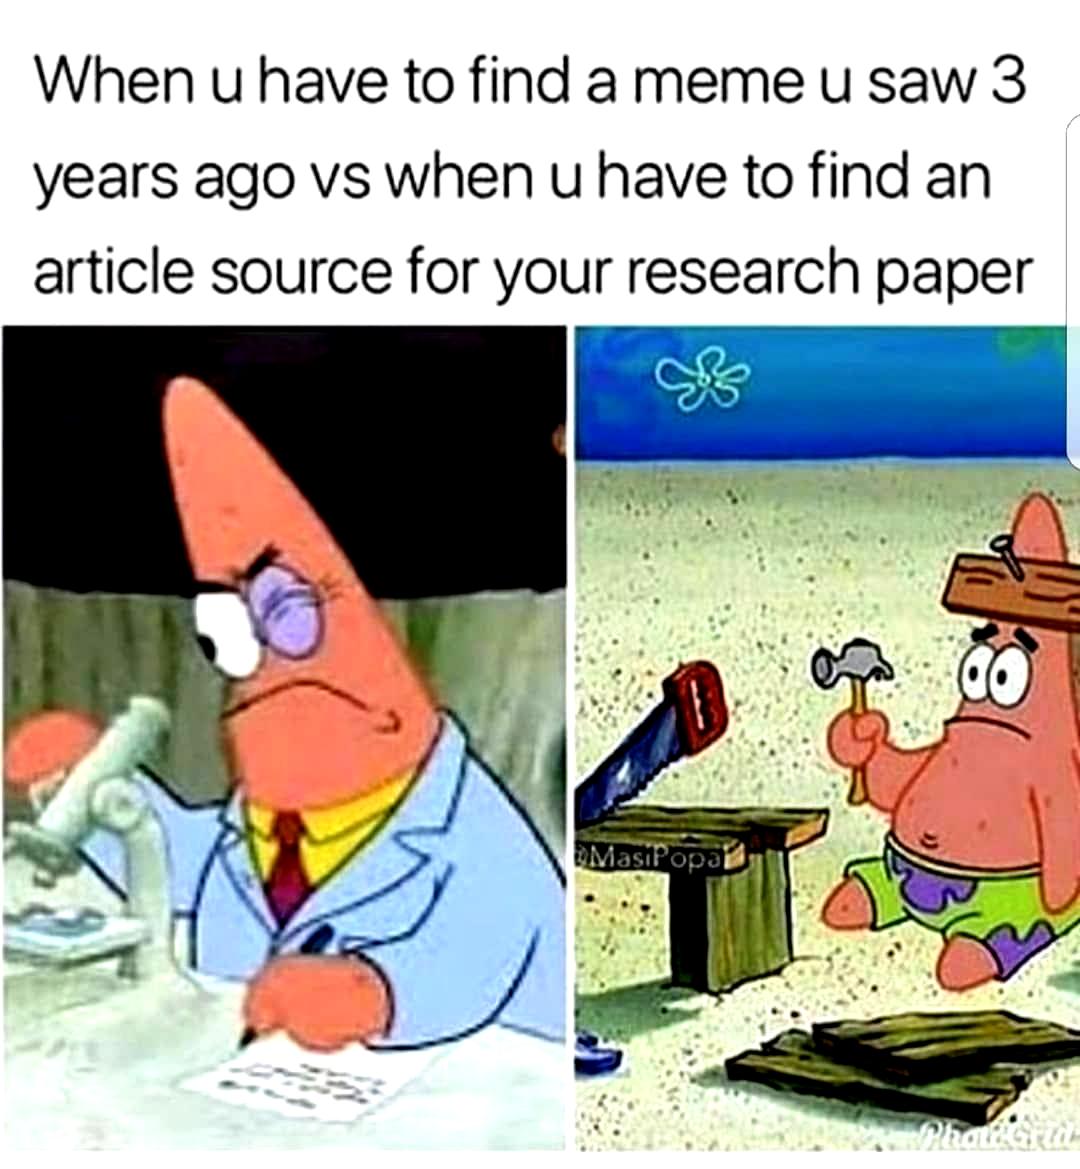 When u have to find a meme u saw 3
years ago vs when u have to find an
article source for your research paper
@MasiPopal
PhotoGrid